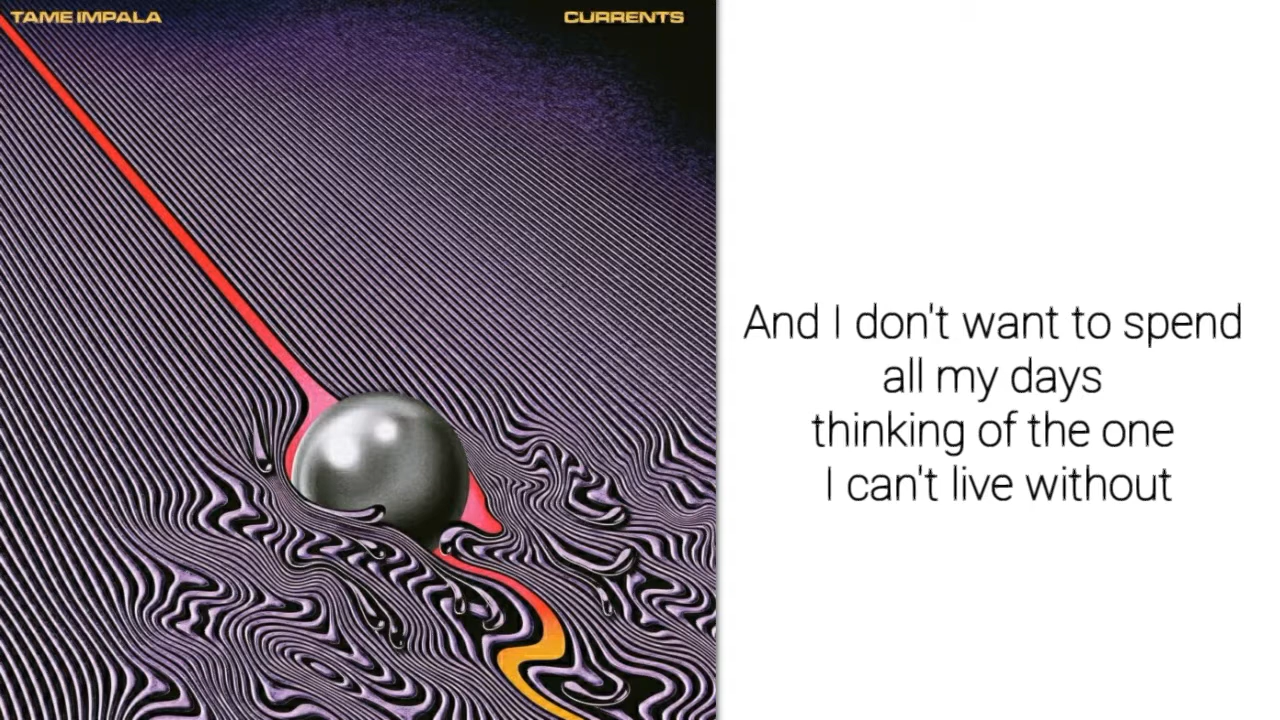 TAME IMPALA
CURRENTS
And I don't want to spend
all my days
thinking of the one
I can't live without